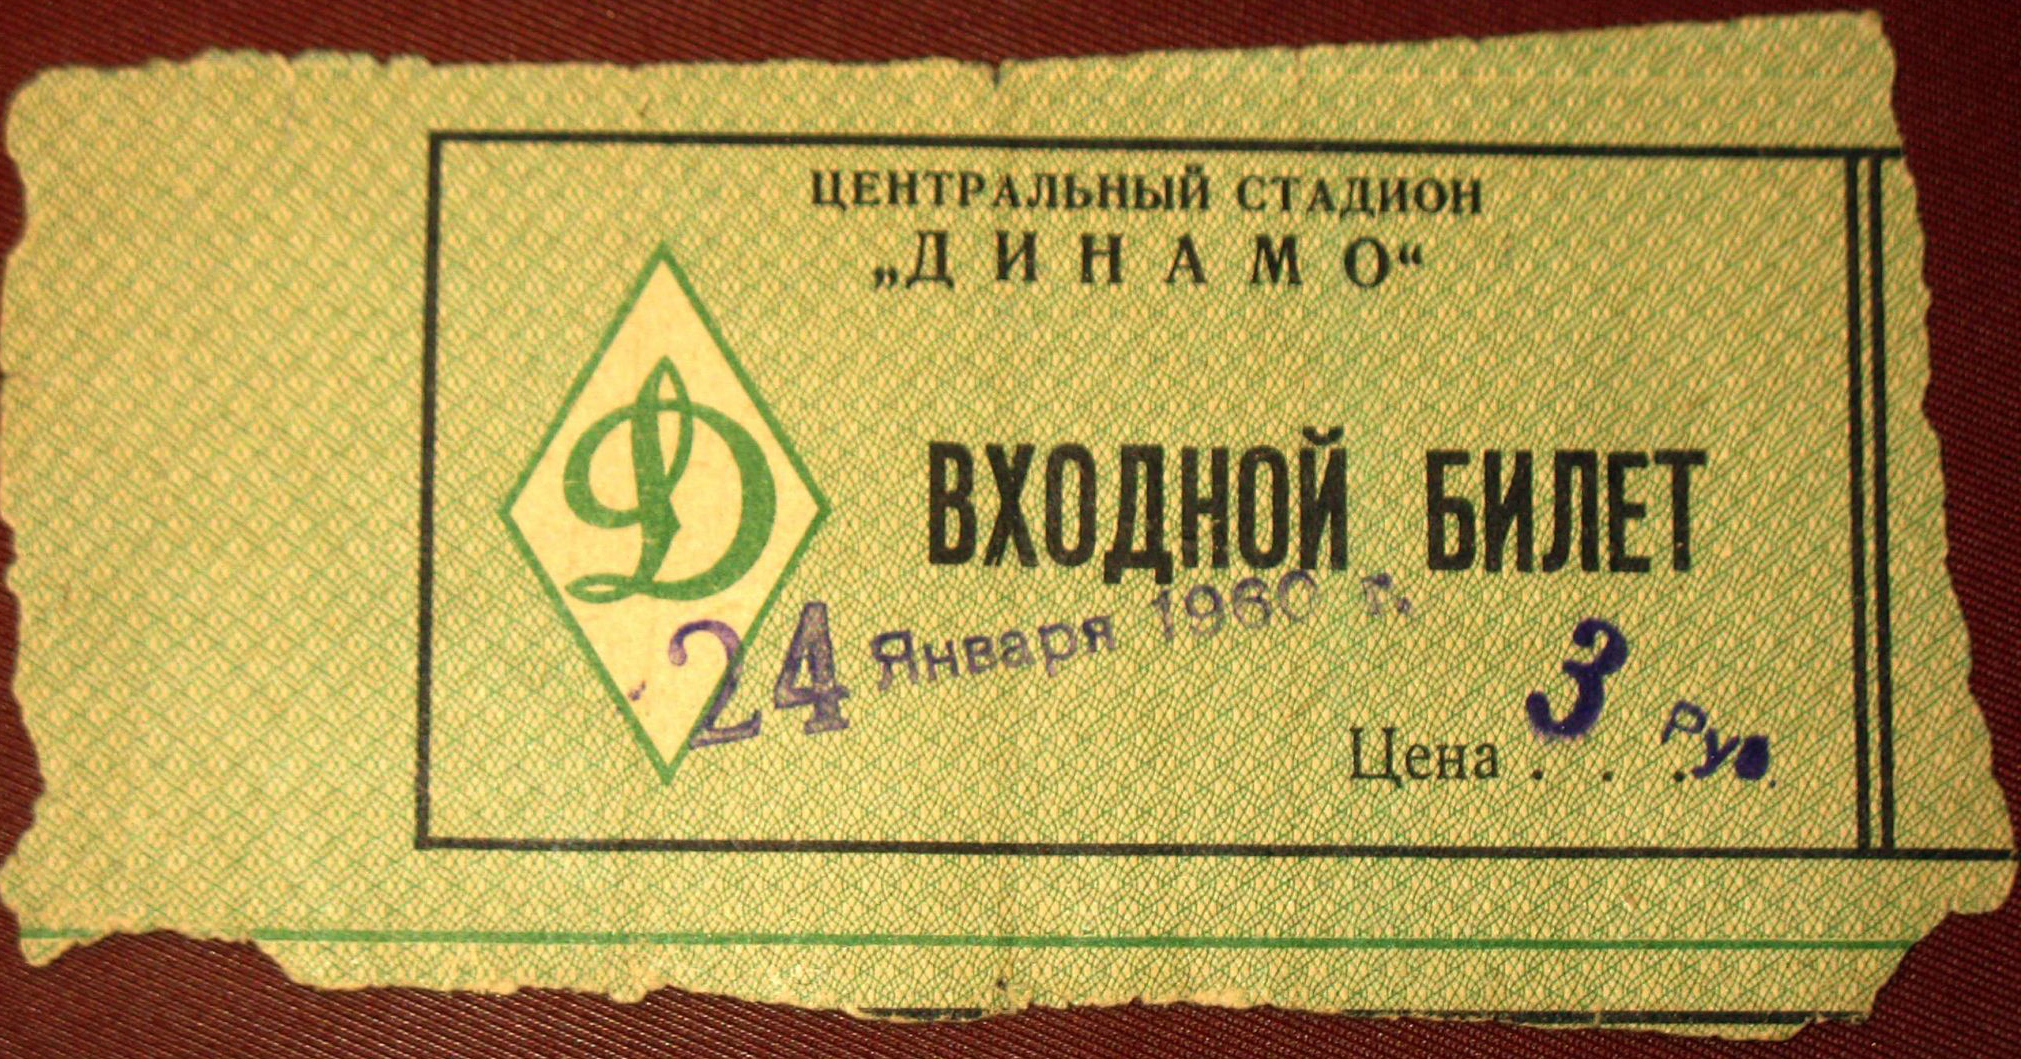 ЦЕНТРАЛЬНЫЙ СТАДИОН
„ДИНАМО“
Д
ВХОДНОЙ БИЛЕТ
24 Января 1960 г.
Цена . . . 3 Руб.